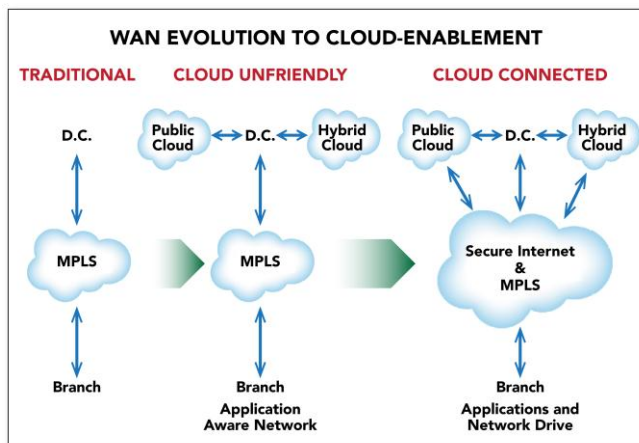 WAN EVOLUTION TO CLOUD-ENABLEMENT
TRADITIONAL
D.C.
MPLS
Branch
CLOUD UNFRIENDLY
Public
Cloud
D.C.
Hybrid
Cloud
MPLS
Branch
Application
Aware Network
CLOUD CONNECTED
Public
Cloud
D.C.
Hybrid
Cloud
Secure Internet
&
MPLS
Branch
Applications and
Network Drive